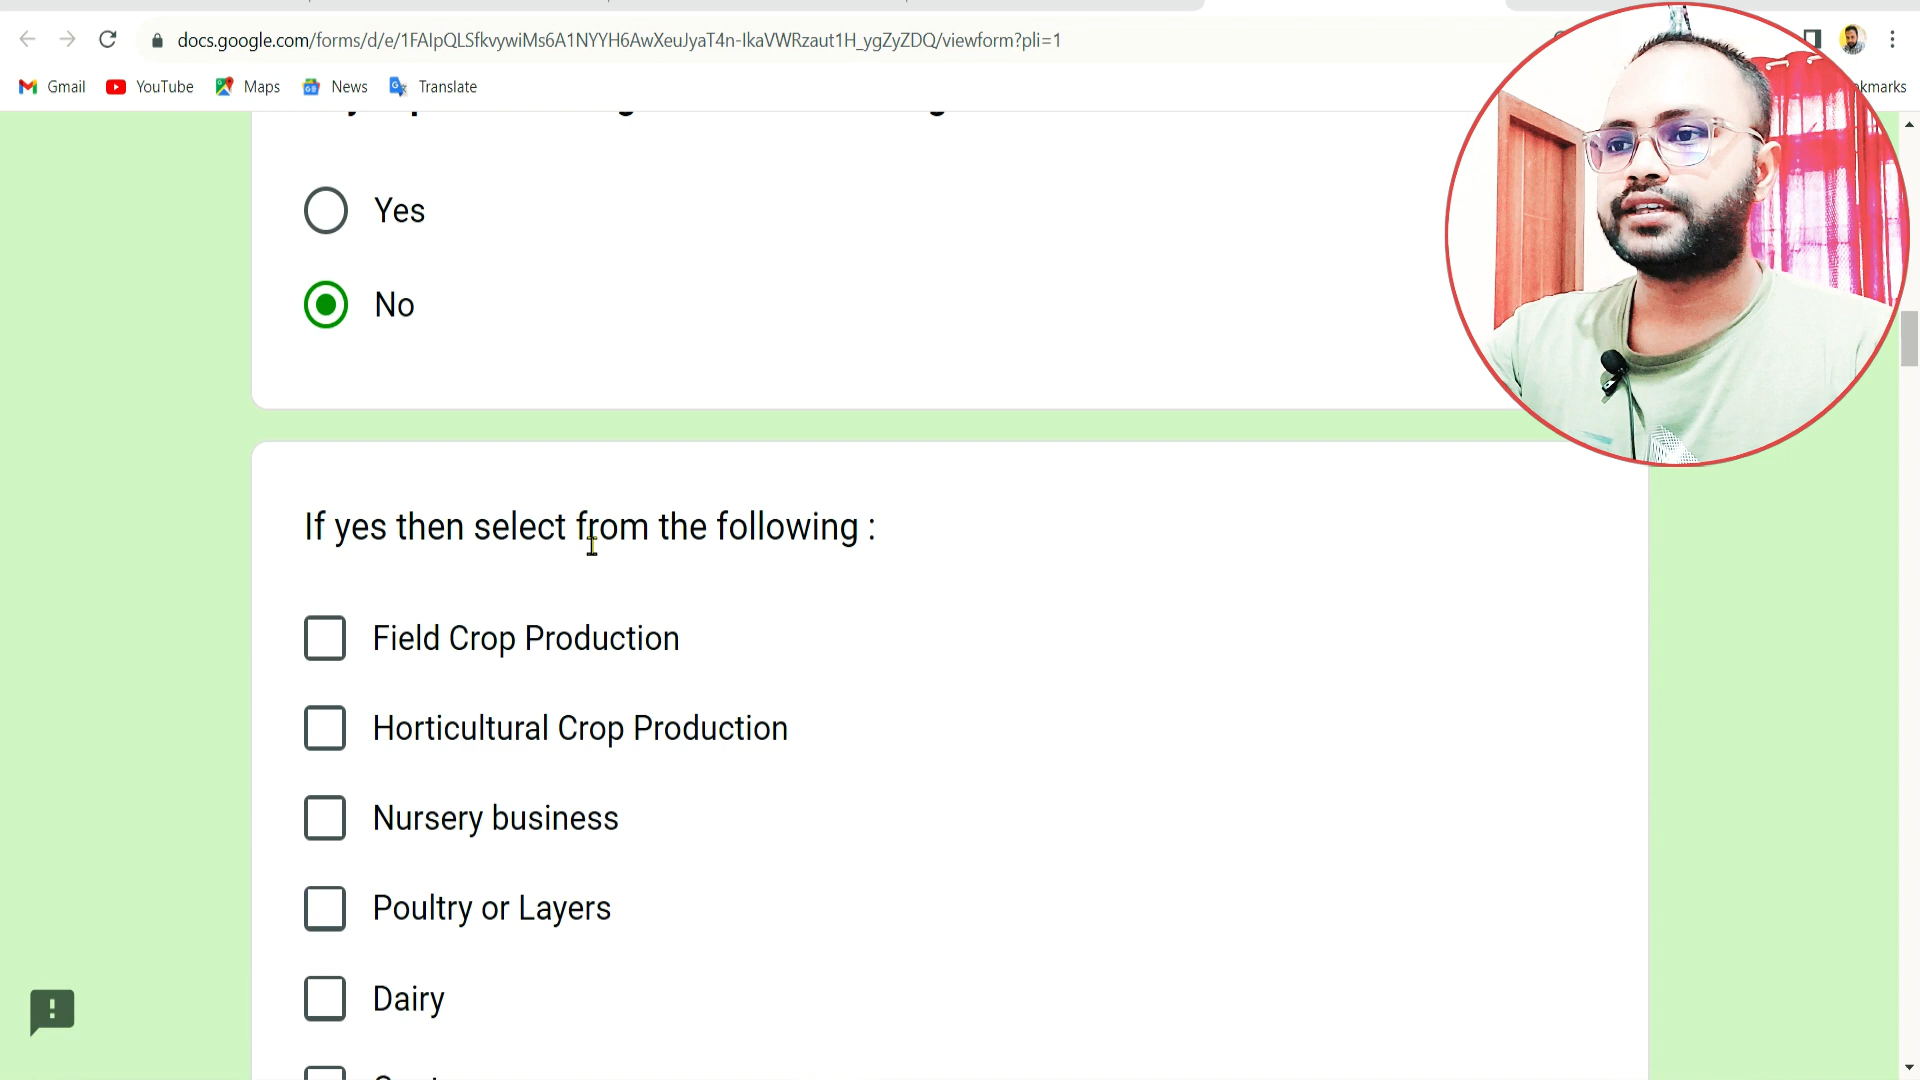 docs.google.com/forms/d/e/1FAIpQLSfkvywiMs6A1NYYH6AwXeuJyaT4n-IkaVWRzaut1H_ygZyZDQ/viewform?pli=1
Gmail YouTube Maps News Translate
Yes
No
If yes then select from the following :
Field Crop Production
Horticultural Crop Production
Nursery business
Poultry or Layers
Dairy